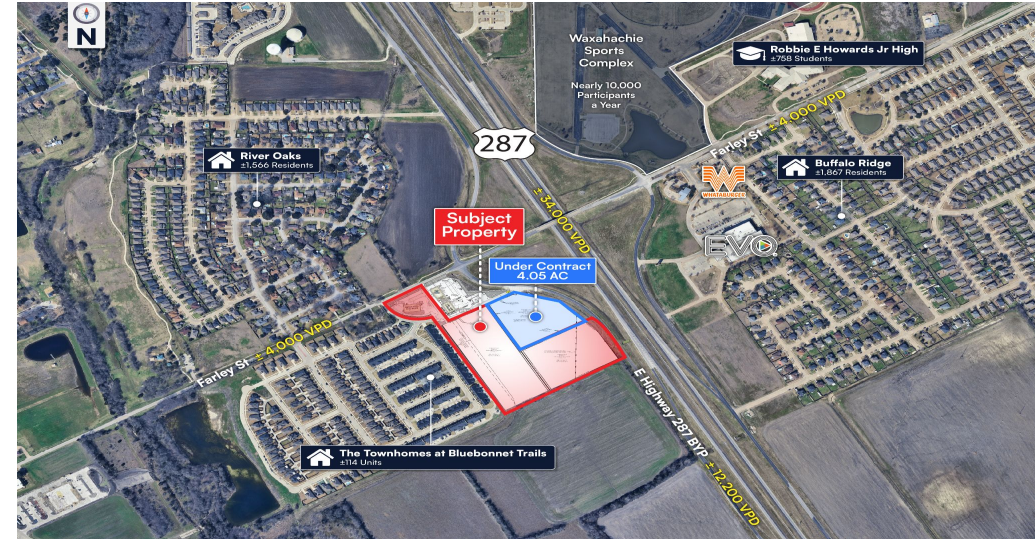 N
Waxahachie
Sports
Complex
Nearly 10,000
Participants
a Year
Robbie E Howards Jr High
±758 Students
Farley St ± 4,000 VPD
287
River Oaks
±1,566 Residents
Buffalo Ridge
±1,867 Residents
WHATABURGER
± 34,000 VPD
Subject
Property
EVO
Under Contract
4.05 AC
Farley St ± 4,000 VPD
E Highway 287 BYP ± 12,200 VPD
The Townhomes at Bluebonnet Trails
±114 Units